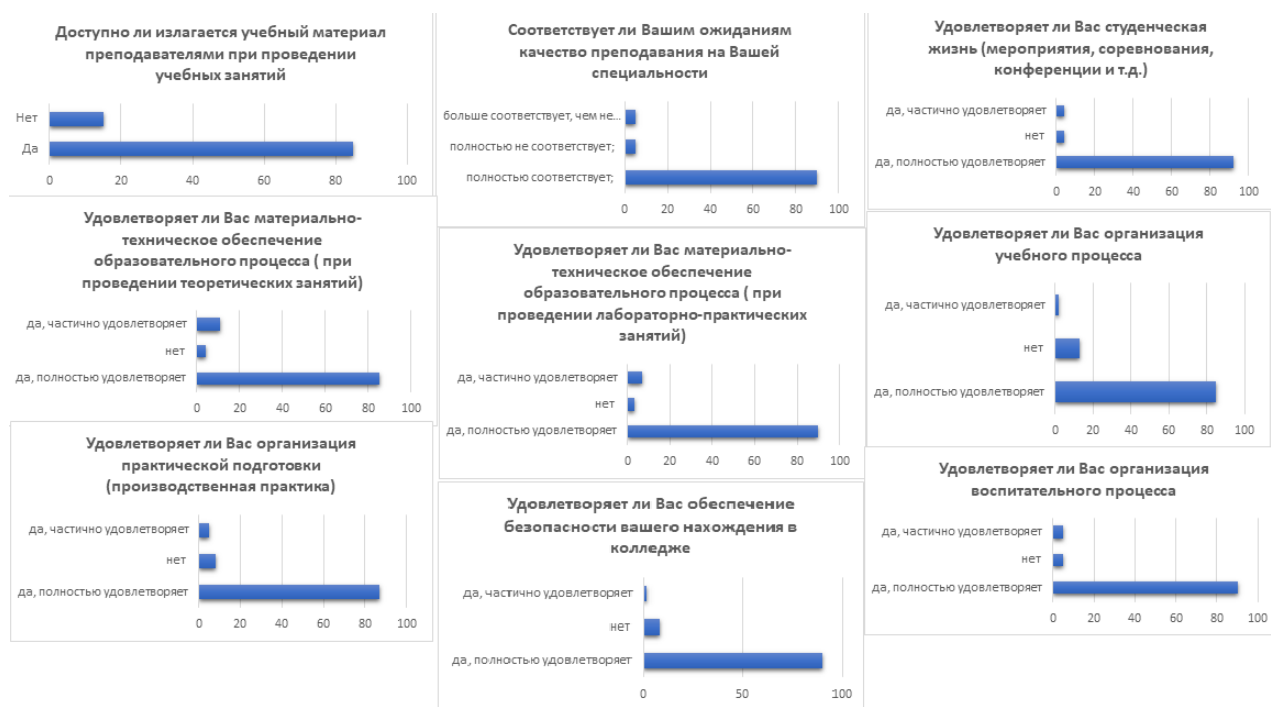 Доступно ли излагается учебный материал
преподавателями при проведении
учебных занятий
Нет
Да
0 20 40 60 80 100
Соответствует ли Вашим ожиданиям
качество преподавания на Вашей
специальности
больше соответствует, чем не...
полностью не соответствует;
полностью соответствует;
0 20 40 60 80 100
Удовлетворяет ли Вас студенческая
жизнь (мероприятия, соревнования,
конференции и т.д.)
да, частично удовлетворяет
нет
да, полностью удовлетворяет
0 20 40 60 80 100
Удовлетворяет ли Вас материально-
техническое обеспечение
образовательного процесса ( при
проведении теоретических занятий)
да, частично удовлетворяет
нет
да, полностью удовлетворяет
0 20 40 60 80 100
Удовлетворяет ли Вас материально-
техническое обеспечение
образовательного процесса ( при
проведении лабораторно-практических
занятий)
да, частично удовлетворяет
нет
да, полностью удовлетворяет
0 20 40 60 80 100
Удовлетворяет ли Вас организация
учебного процесса
да, частично удовлетворяет
нет
да, полностью удовлетворяет
0 20 40 60 80 100
Удовлетворяет ли Вас организация
практической подготовки
(производственная практика)
да, частично удовлетворяет
нет
да, полностью удовлетворяет
0 20 40 60 80 100
Удовлетворяет ли Вас обеспечение
безопасности вашего нахождения в
колледже
да, частично удовлетворяет
нет
да, полностью удовлетворяет
0 50 100
Удовлетворяет ли Вас организация
воспитательного процесса
да, частично удовлетворяет
нет
да, полностью удовлетворяет
0 20 40 60 80 100